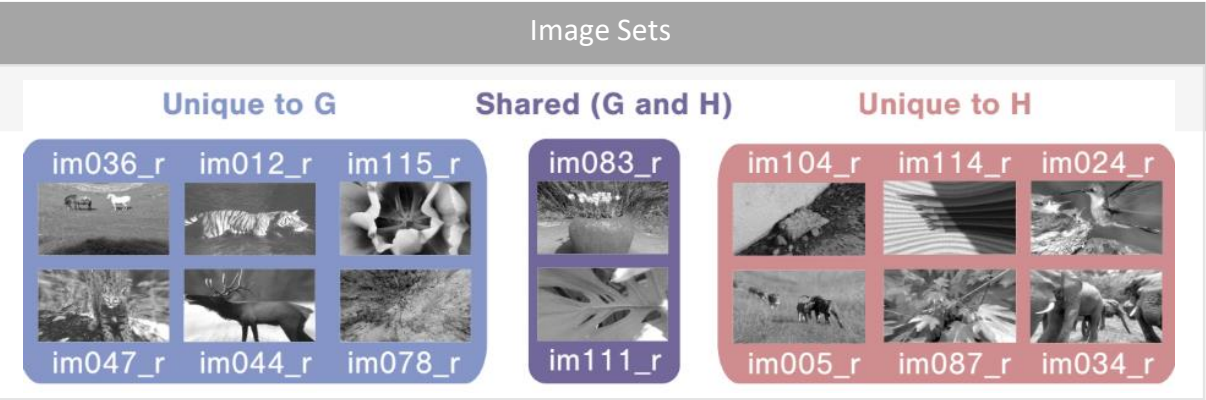 Image Sets
Unique to G Shared (G and H) Unique to H
im036_r im012_r im115_r im083_r im104_r im114_r im024_r
im047_r im044_r im078_r im111_r im005_r im087_r im034_r